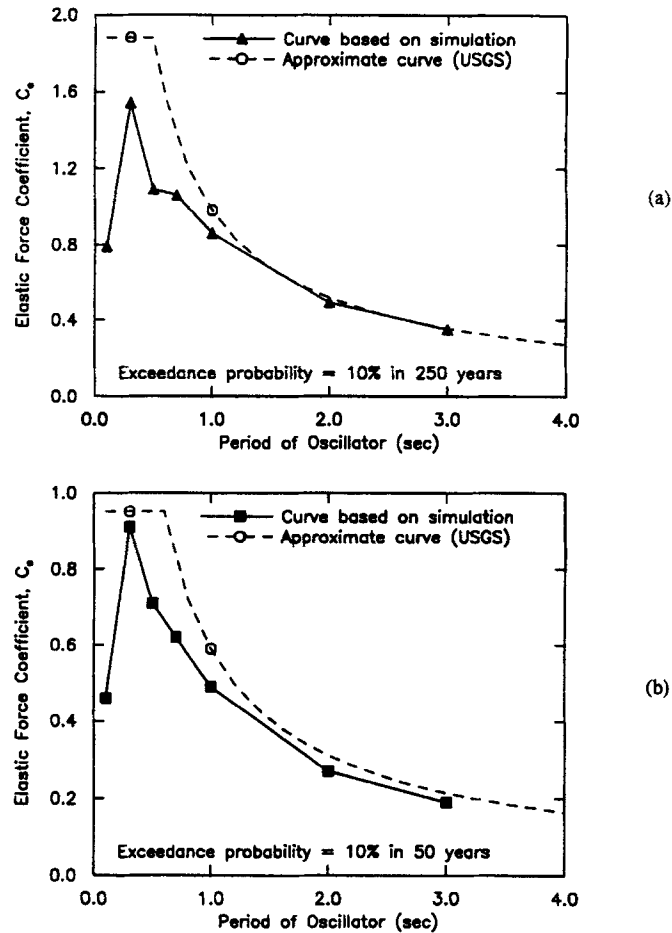 2.0
1.6
1.2
0.8
0.4
0.0
Elastic Force Coefficient, Cₑ
Curve based on simulation
Approximate curve (USGS)
Exceedance probability = 10% in 250 years
0.0 1.0 2.0 3.0 4.0
Period of Oscillator (sec)
(a)
1.0
0.8
0.6
0.4
0.2
0.0
Elastic Force Coefficient, Cₑ
Curve based on simulation
Approximate curve (USGS)
Exceedance probability = 10% in 50 years
0.0 1.0 2.0 3.0 4.0
Period of Oscillator (sec)
(b)